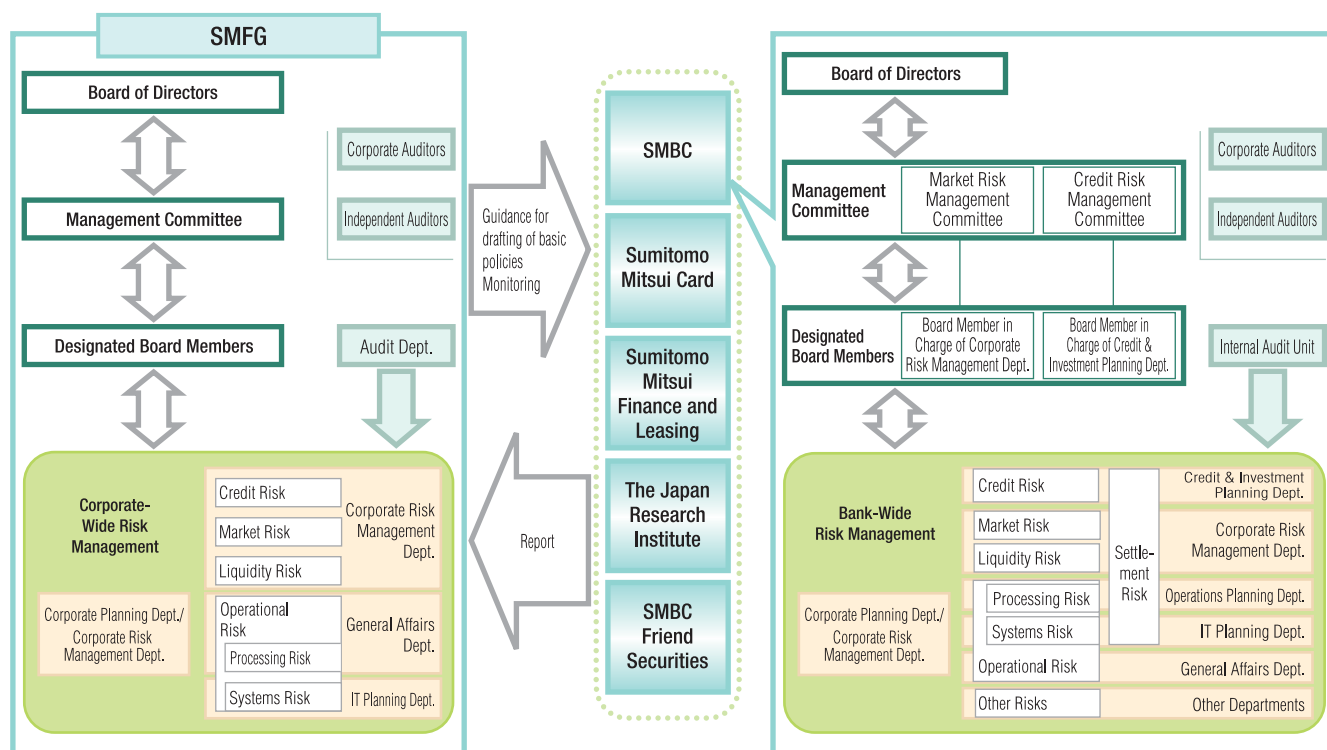 SMFG
Board of Directors
Corporate Auditors
Management Committee
Independent Auditors
Designated Board Members
Audit Dept.
Corporate-
Wide Risk
Management
Corporate Planning Dept./
Corporate Risk
Management Dept.
Credit Risk
Market Risk
Liquidity Risk
Corporate Risk
Management
Dept.
Operational
Risk
Processing Risk
General Affairs
Dept.
Systems Risk
IT Planning Dept.
Guidance for
drafting of basic
policies
Monitoring
Report
SMBC
Sumitomo
Mitsui Card
Sumitomo
Mitsui
Finance and
Leasing
The Japan
Research
Institute
SMBC
Friend
Securities
Board of Directors
Corporate Auditors
Management
Committee
Market Risk
Management
Committee
Credit Risk
Management
Committee
Independent Auditors
Designated
Board Members
Board Member in
Charge of Corporate
Risk Management Dept.
Board Member in
Charge of Credit &
Investment Planning Dept.
Internal Audit Unit
Bank-Wide
Risk Management
Corporate Planning Dept./
Corporate Risk
Management Dept.
Credit Risk
Market Risk
Liquidity Risk
Processing Risk
Systems Risk
Operational Risk
Other Risks
Settle-
ment
Risk
Credit & Investment
Planning Dept.
Corporate Risk
Management Dept.
Operations Planning Dept.
IT Planning Dept.
General Affairs Dept.
Other Departments